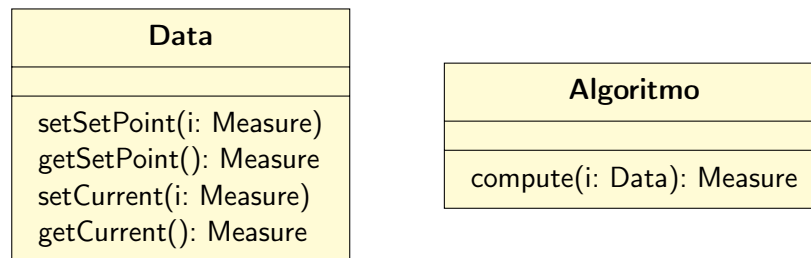 Data
setSetPoint(i: Measure)
getSetPoint(): Measure
setCurrent(i: Measure)
getCurrent(): Measure
Algoritmo
compute(i: Data): Measure